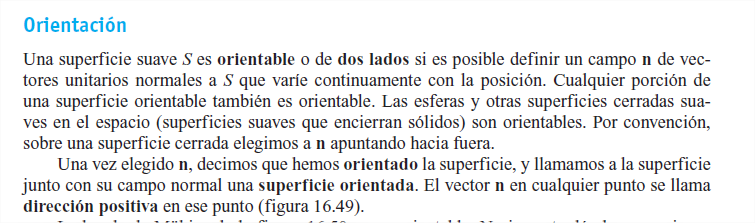 Orientación
Una superficie suave S es orientable o de dos lados si es posible definir un campo n de vec-
tores unitarios normales a S que varíe continuamente con la posición. Cualquier porción de
una superficie orientable también es orientable. Las esferas y otras superficies cerradas sua-
ves en el espacio (superficies suaves que encierran sólidos) son orientables. Por convención,
sobre una superficie cerrada elegimos a n apuntando hacia fuera.
Una vez elegido n, decimos que hemos orientado la superficie, y llamamos a la superficie
junto con su campo normal una superficie orientada. El vector n en cualquier punto se llama
dirección positiva en ese punto (figura 16.49).